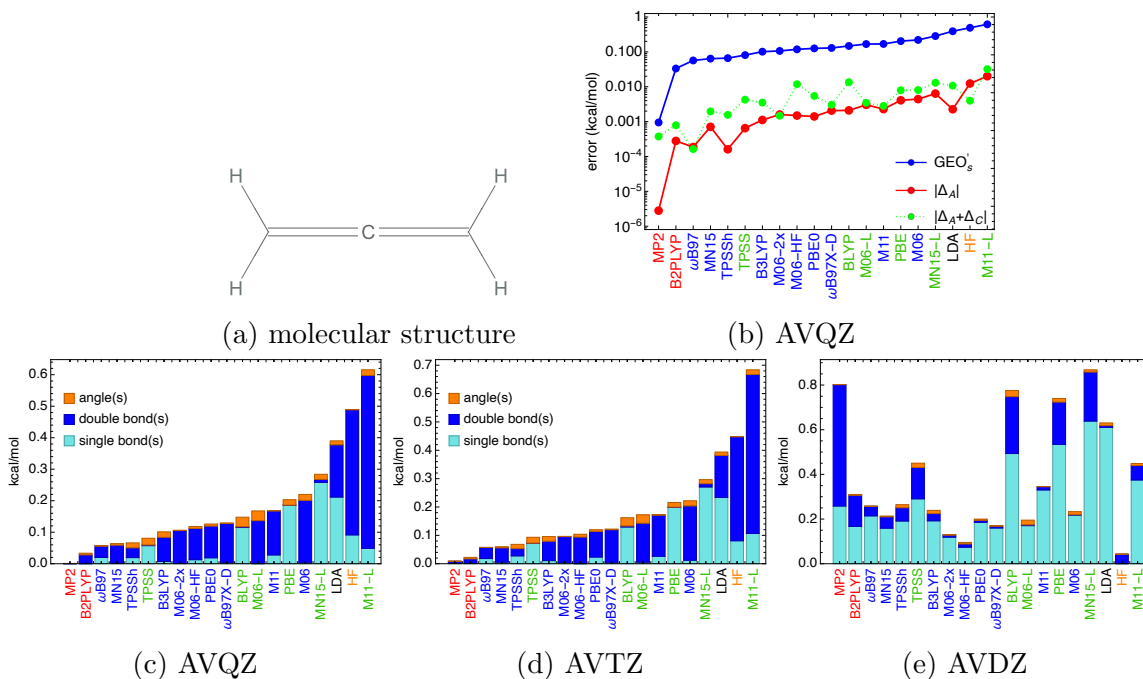 H
H
C
H
H
(a) molecular structure
error (kcal/mol)
1
0.100
0.010
0.001
10⁻⁴
10⁻⁵
10⁻⁶
GEO'ₛ
|Δ_A|
|Δ_A+Δ_C|
MP2
B2PLYP
ωB97
MN15
TPSSh
TPSS
B3LYP
M06-2x
M06-HF
PBE0
ωB97X-D
BLYP
M06-L
M11
PBE
M06
MN15-L
LDA
HF
M11-L
(b) AVQZ
kcal/mol
0.6
0.5
0.4
0.3
0.2
0.1
0.0
angle(s)
double bond(s)
single bond(s)
MP2
B2PLYP
ωB97
MN15
TPSSh
TPSS
B3LYP
M06-2x
M06-HF
PBE0
ωB97X-D
BLYP
M06-L
M11
PBE
M06
MN15-L
LDA
HF
M11-L
(c) AVQZ
kcal/mol
0.7
0.6
0.5
0.4
0.3
0.2
0.1
0.0
angle(s)
double bond(s)
single bond(s)
MP2
B2PLYP
ωB97
MN15
TPSSh
TPSS
B3LYP
M06-2x
M06-HF
PBE0
ωB97X-D
BLYP
M06-L
M11
PBE
M06
MN15-L
LDA
HF
M11-L
(d) AVTZ
kcal/mol
0.8
0.6
0.4
0.2
0.0
MP2
B2PLYP
ωB97
MN15
TPSSh
TPSS
B3LYP
M06-2x
M06-HF
PBE0
ωB97X-D
BLYP
M06-L
M11
PBE
M06
MN15-L
LDA
HF
M11-L
(e) AVDZ